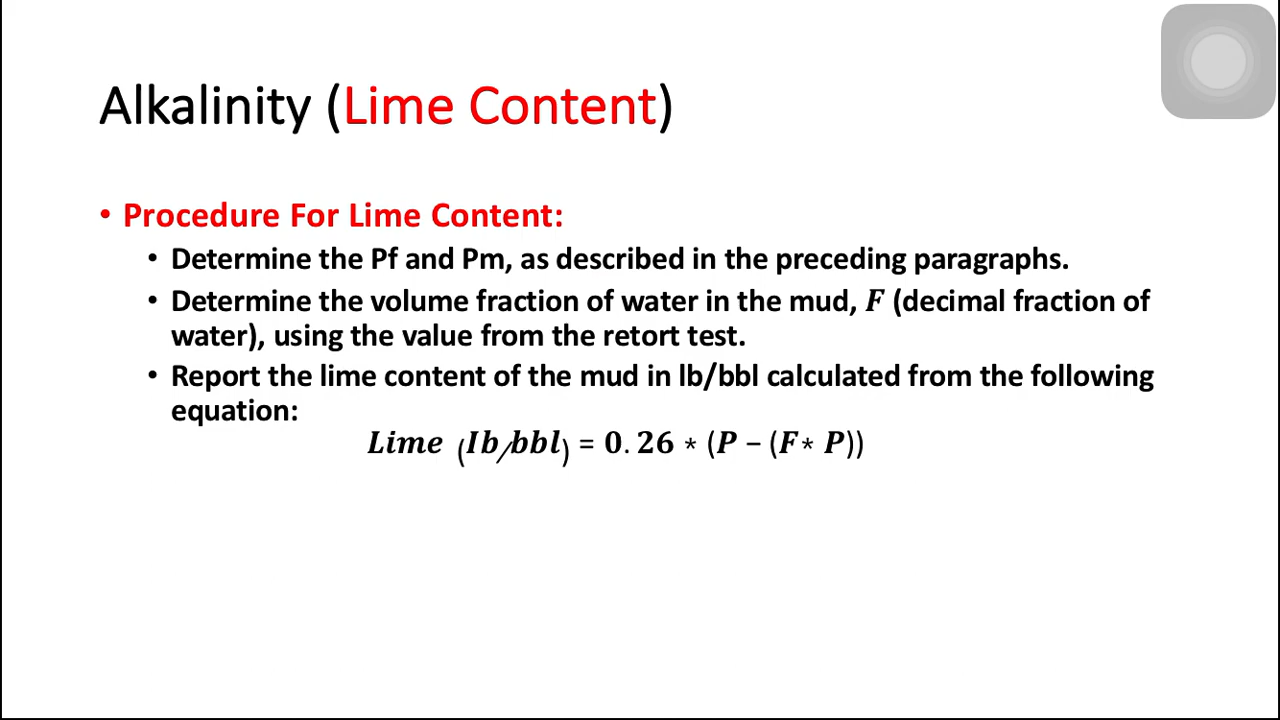 Alkalinity (Lime Content)
• Procedure For Lime Content:
• Determine the Pf and Pm, as described in the preceding paragraphs.
• Determine the volume fraction of water in the mud, F (decimal fraction of
water), using the value from the retort test.
• Report the lime content of the mud in lb/bbl calculated from the following
equation:
Lime (Ib/bbl) = 0.26 * (P − (F* P))